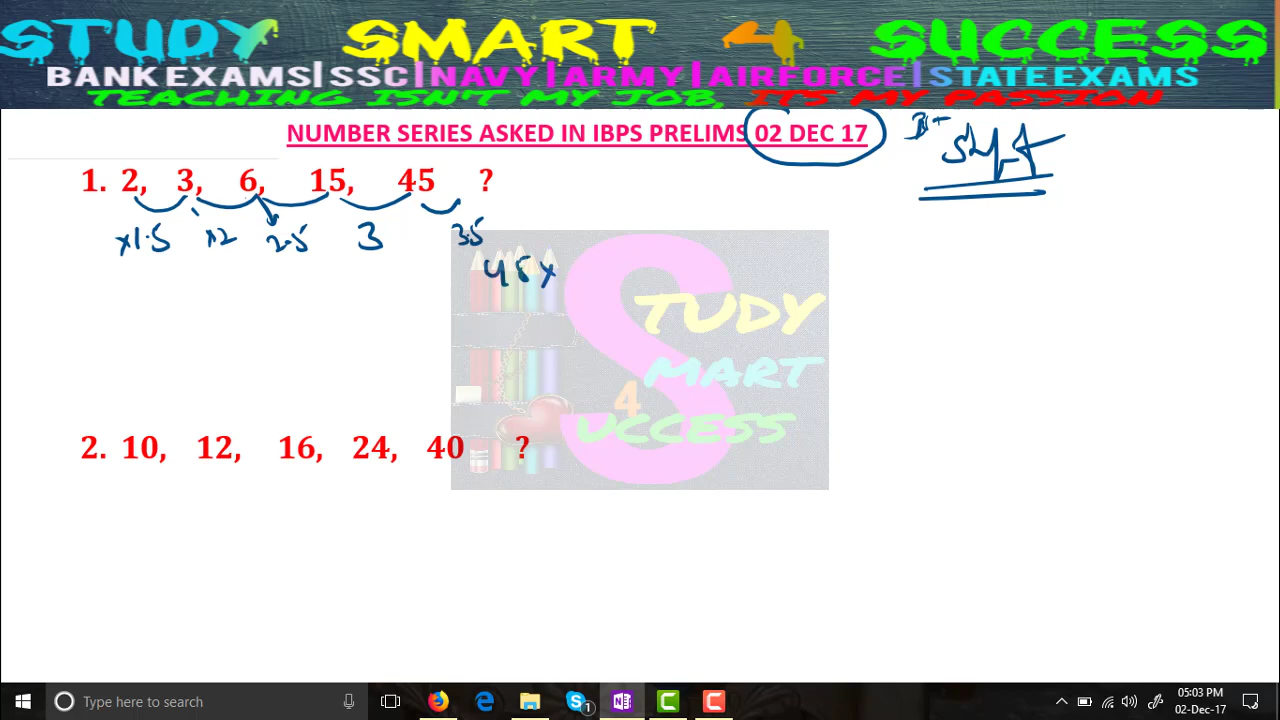 STUDY SMART 4 SUCCESS
BANK EXAMS|SSC|NAVY|ARMY|AIRFORCE|STATE EXAMS
TEACHING ISN'T MY JOB, ITS MY PASSION
NUMBER SERIES ASKED IN IBPS PRELIMS 02 DEC 17
1. 2, 3, 6, 15, 45 ?
×1.5 ×2 2.5 3 3.5
45×
STUDY
SMART
4
SUCCESS
2. 10, 12, 16, 24, 40 ?
Type here to search
1
05:03 PM
02-Dec-17